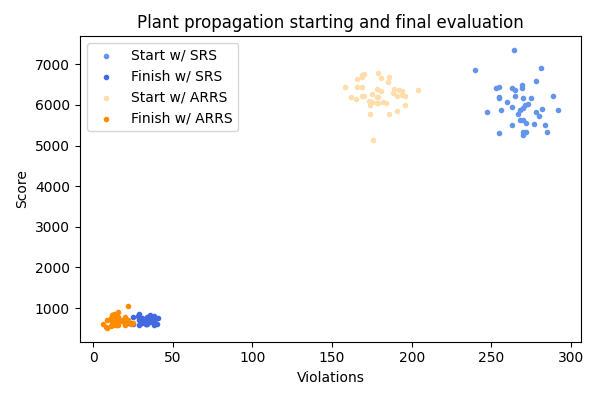 Plant propagation starting and final evaluation
Start w/ SRS
Finish w/ SRS
Start w/ ARRS
Finish w/ ARRS
Score
7000
6000
5000
4000
3000
2000
1000
0
50
100
150
200
250
300
Violations